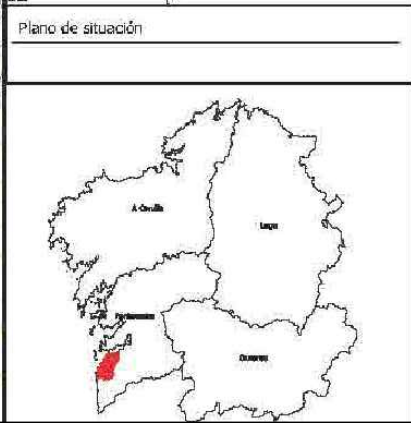 Plano de situación
A Coruña
Lugo
Pontevedra
Ourense